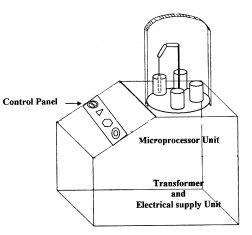 Control Panel
Microprocessor Unit
Transformer
and
Electrical supply Unit